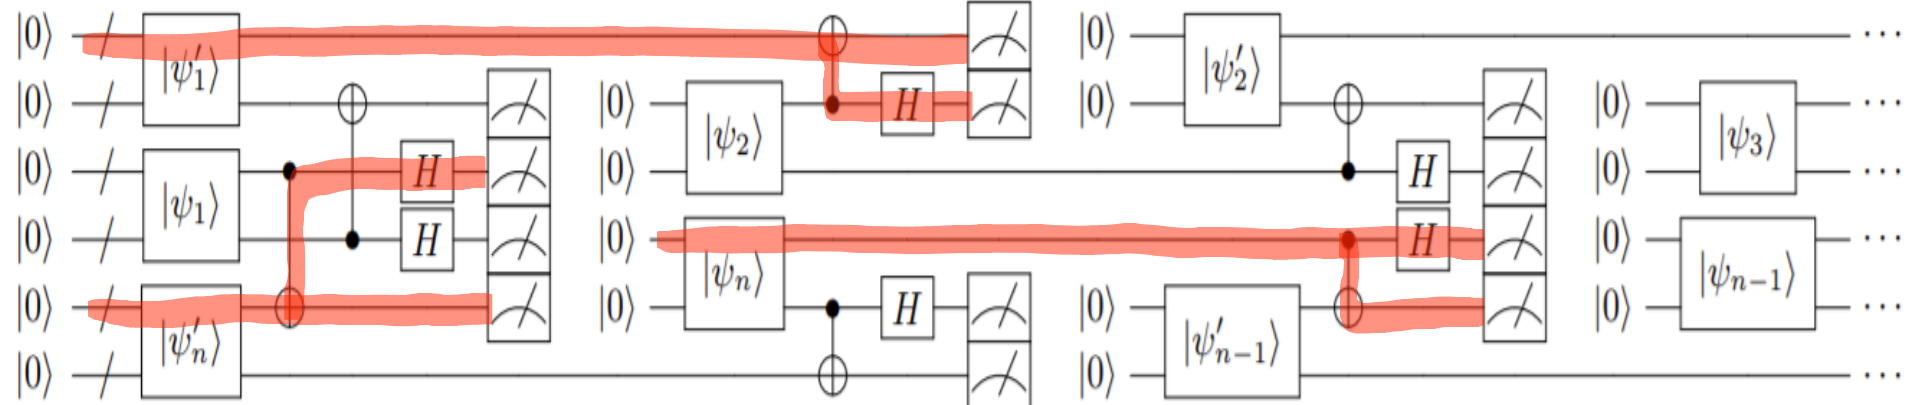 |0⟩ |ψ′₁⟩ |0⟩ |ψ′₂⟩ ···
|0⟩ |0⟩ |ψ₂⟩ H |0⟩ |0⟩ |ψ₃⟩ ···
|0⟩ |ψ₁⟩ H |0⟩ H |0⟩ ···
|0⟩ H |0⟩ |ψₙ⟩ H |0⟩ |ψₙ₋₁⟩ ···
|0⟩ |ψ′ₙ⟩ |0⟩ H |0⟩ |ψ′ₙ₋₁⟩ |0⟩ ···
|0⟩ |0⟩ ···